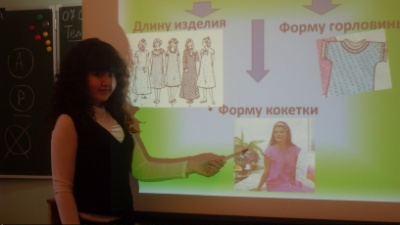 Длину изделия
Форму горловины
• Форму кокетки
А
Р